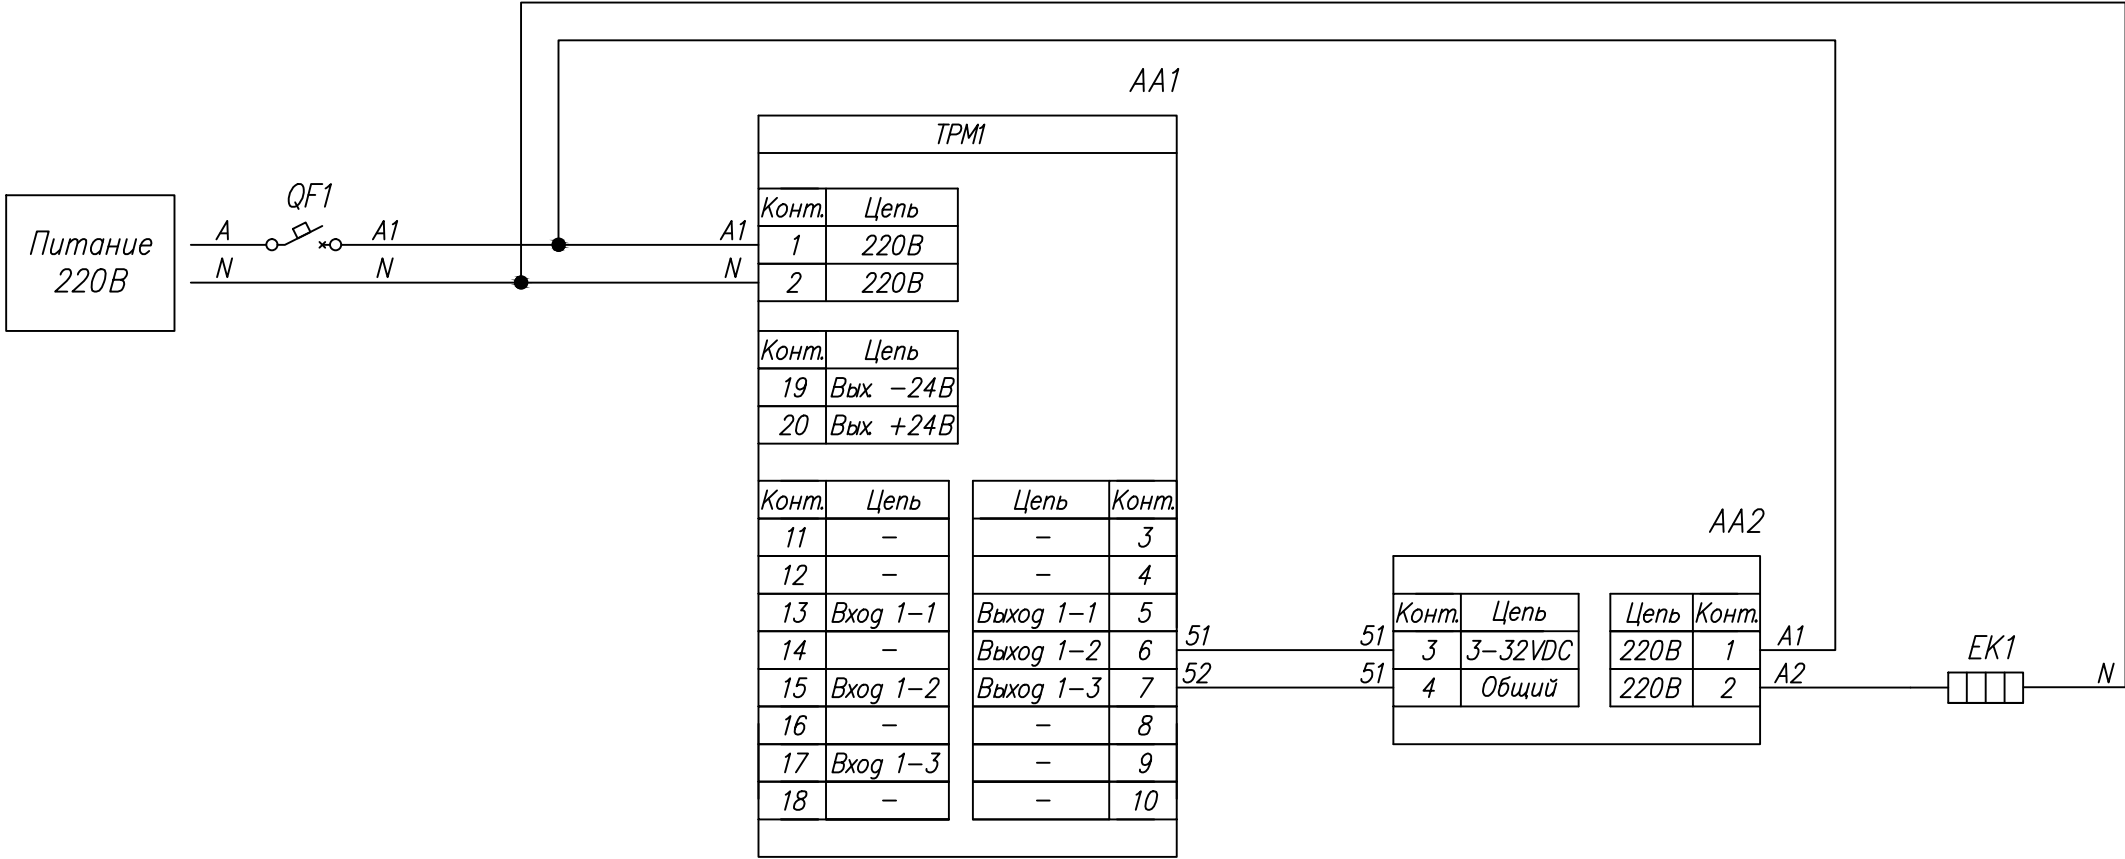 AA1
ТРМ1
QF1
Питание
220В
A
A1
A1
N
N
N
Конт. Цепь
1 220В
2 220В
Конт. Цепь
19 Вых. -24В
20 Вых. +24В
Конт. Цепь Цепь Конт.
11 - - 3
12 - - 4
13 Вход 1-1 Выход 1-1 5
14 - Выход 1-2 6
15 Вход 1-2 Выход 1-3 7
16 - - 8
17 Вход 1-3 - 9
18 - - 10
51 51
52 51
AA2
Конт. Цепь Цепь Конт.
3 3-32VDC 220В 1
4 Общий 220В 2
A1
A2
EK1
N